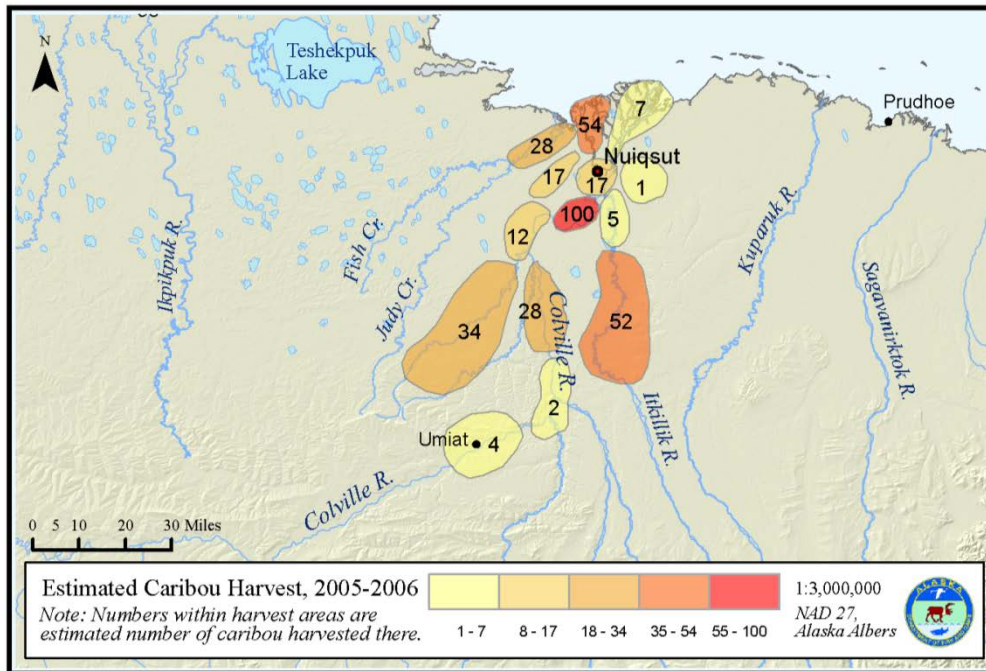 N
Teshekpuk
Lake
Prudhoe
7
54
28
Nuiqsut
17
17
1
100
5
12
Ikpikpuk R.
Fish Cr.
Judy Cr.
Kuparuk R.
Sagavanirktok R.
34
28
Colville R.
52
Itkillik R.
2
Umiat
4
Colville R.
0 5 10 20 30 Miles
Estimated Caribou Harvest, 2005-2006
Note: Numbers within harvest areas are
estimated number of caribou harvested there.
1 - 7 8 - 17 18 - 34 35 - 54 55 - 100
1:3,000,000
NAD 27,
Alaska Albers
ALASKA